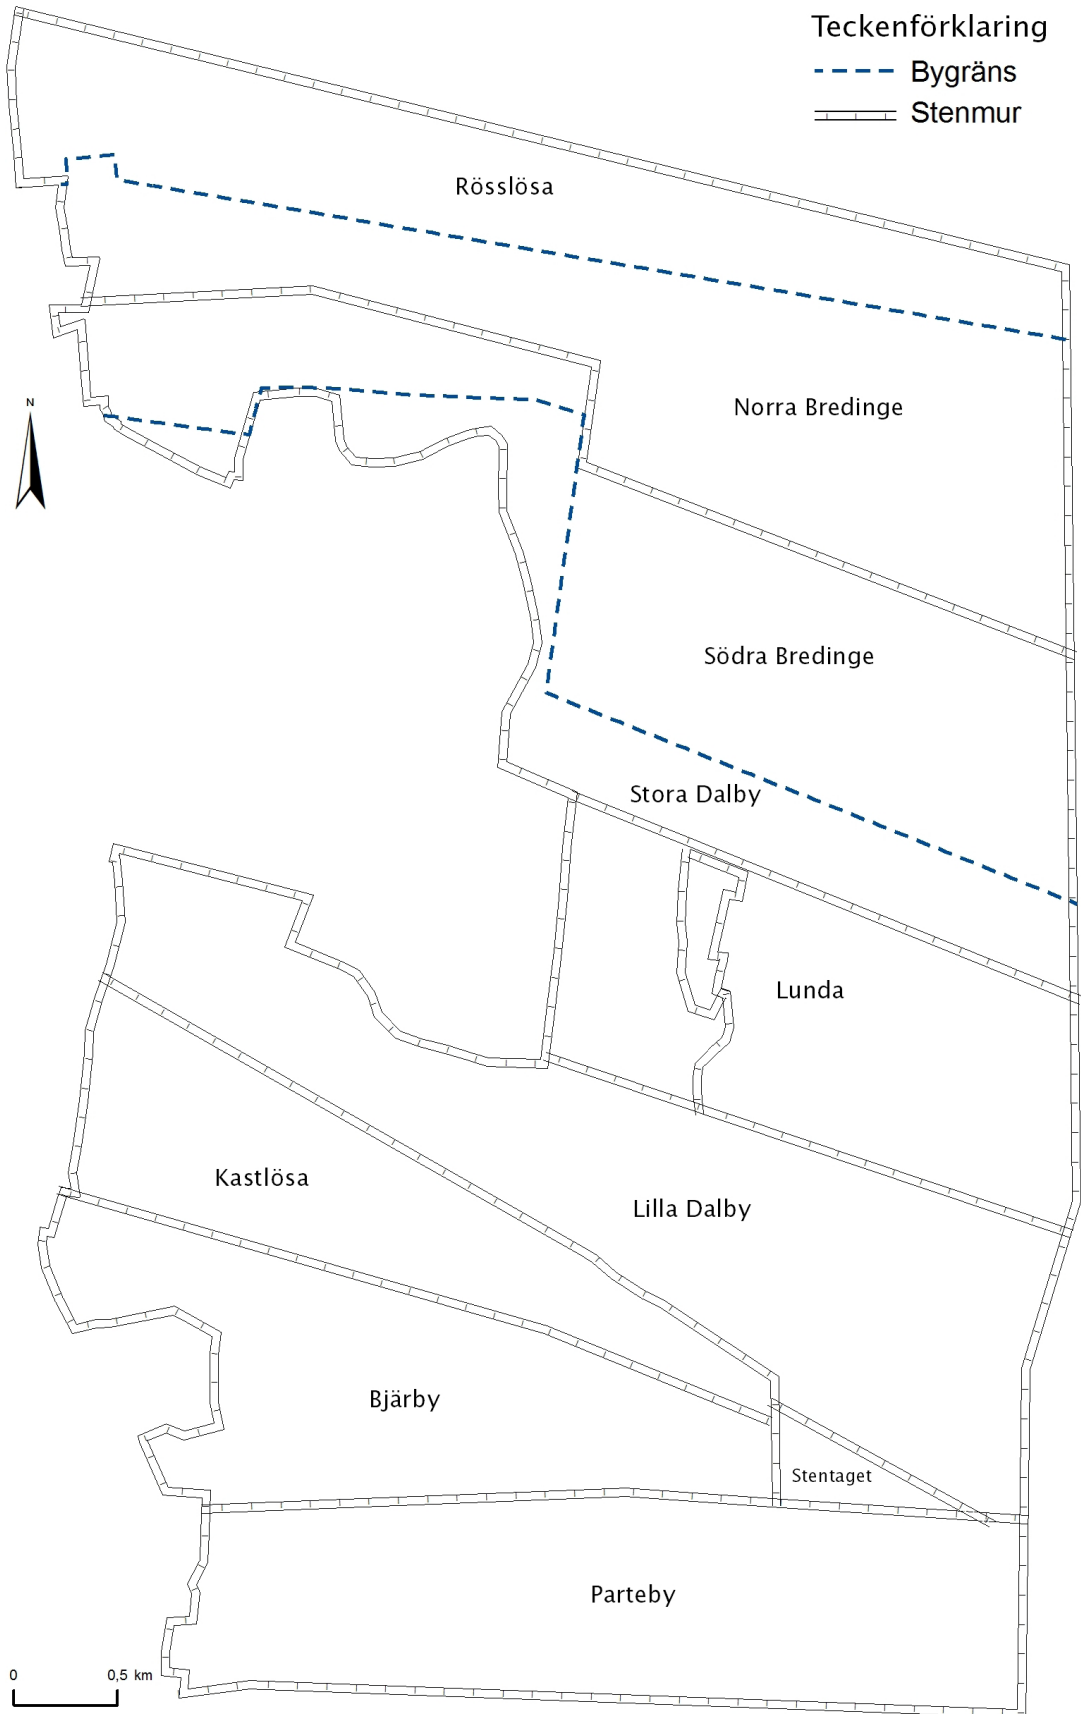 Teckenförklaring
Bygräns
Stenmur
Rösslösa
N
Norra Bredinge
Södra Bredinge
Stora Dalby
Lunda
Kastlösa
Lilla Dalby
Bjärby
Stentaget
Parteby
0 0,5 km